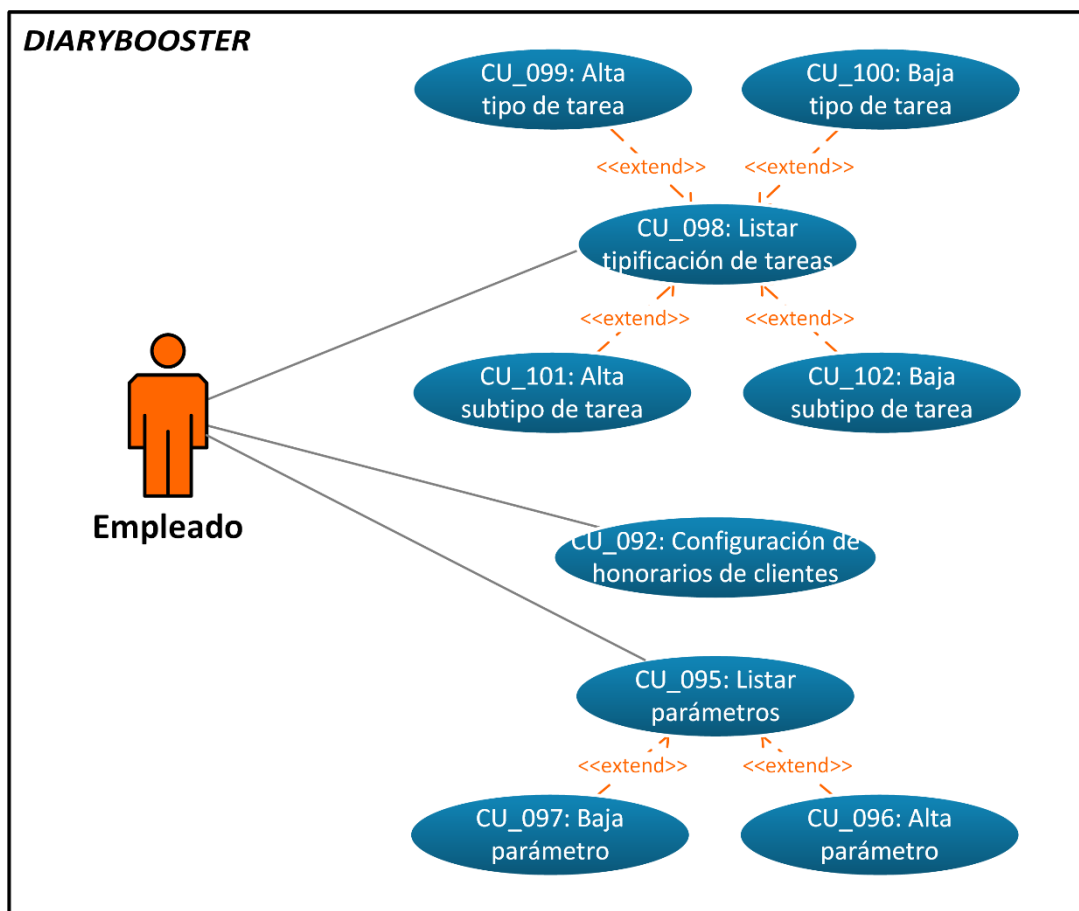 DIARYBOOSTER
CU_099: Alta
tipo de tarea
CU_100: Baja
tipo de tarea
<<extend>>
<<extend>>
CU_098: Listar
tipificación de tareas
<<extend>>
<<extend>>
CU_101: Alta
subtipo de tarea
CU_102: Baja
subtipo de tarea
Empleado
CU_092: Configuración de
honorarios de clientes
CU_095: Listar
parámetros
<<extend>>
<<extend>>
CU_097: Baja
parámetro
CU_096: Alta
parámetro